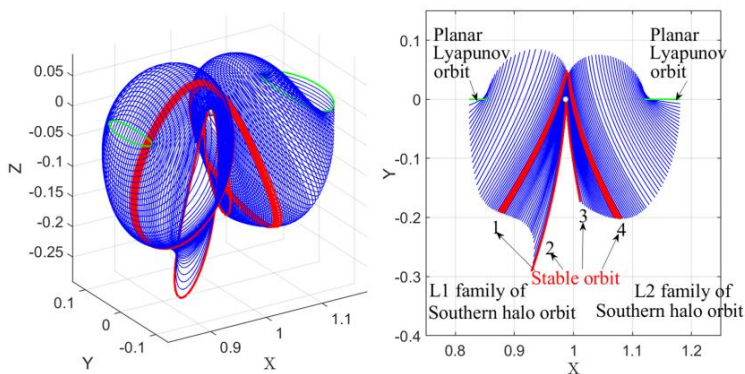 0.05
0
-0.05
-0.1
-0.15
-0.2
-0.25
Z
0.1
0
-0.1
Y
0.9
1
1.1
X
0.1
0
-0.1
-0.2
-0.3
-0.4
Y
Planar
Lyapunov
orbit
Planar
Lyapunov
orbit
1
2
3
4
Stable orbit
L1 family of
Southern halo orbit
L2 family of
Southern halo orbit
0.8
0.9
1
1.1
1.2
X